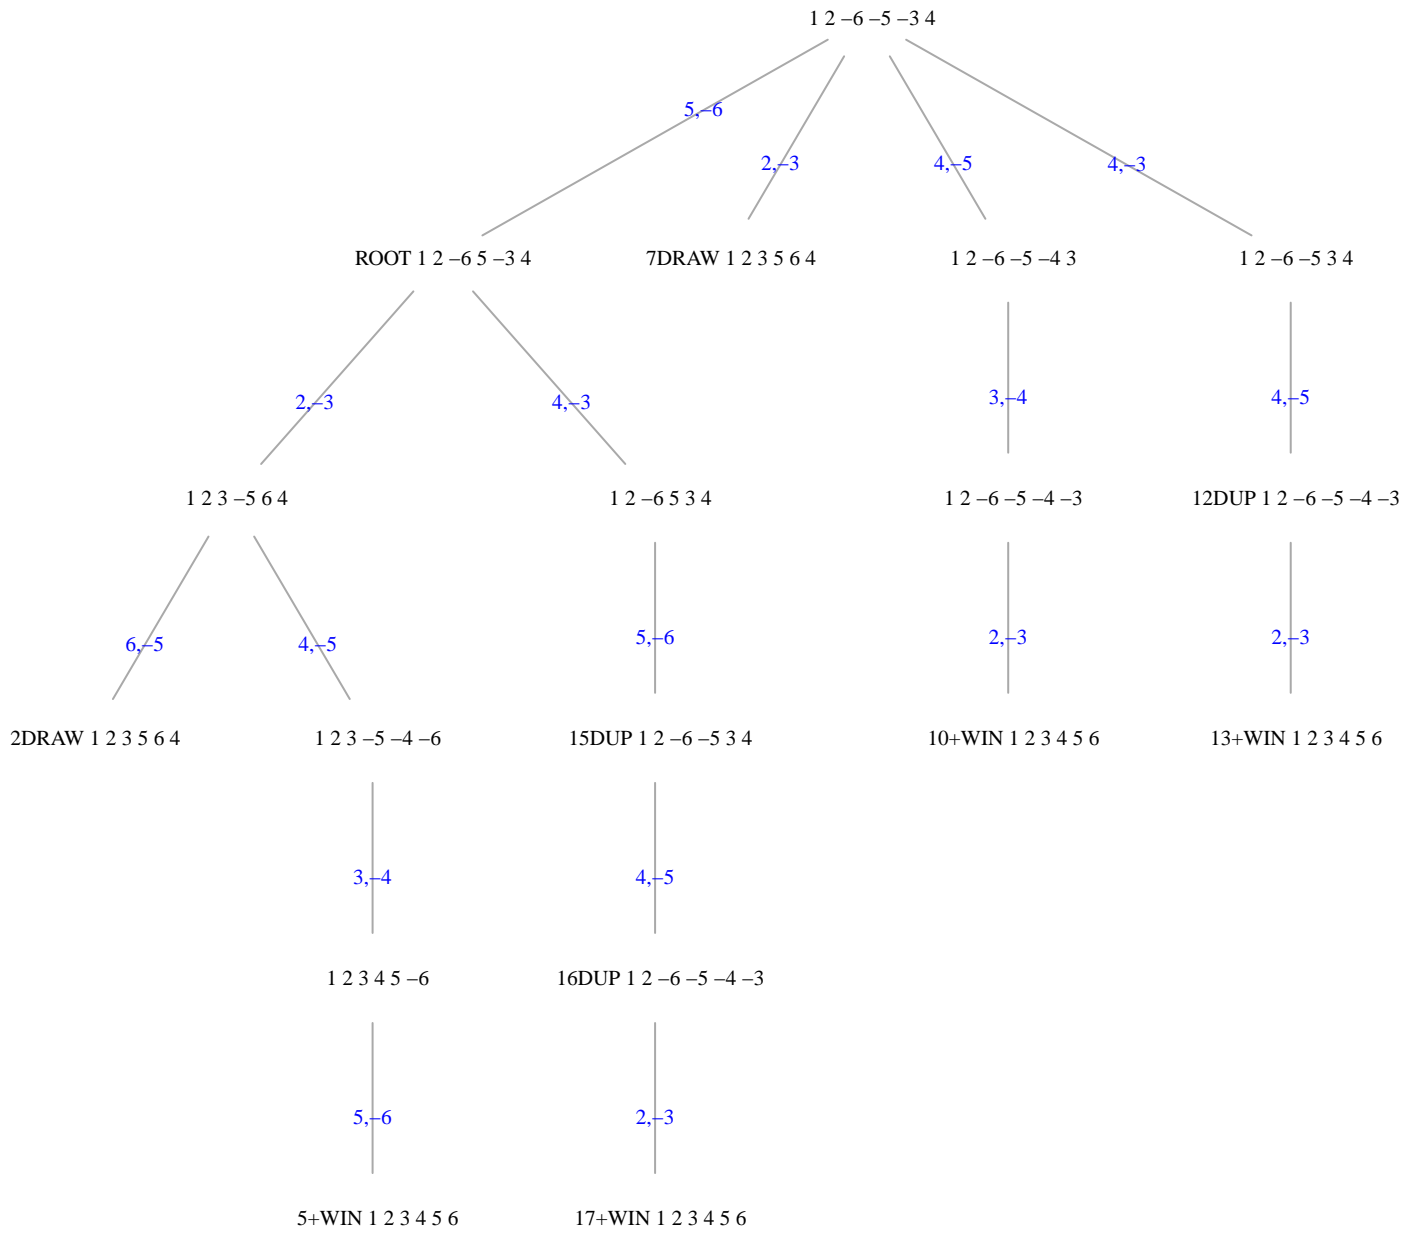 1 2 –6 –5 –3 4
5,–6
2,–3
4,–5
4,–3
ROOT 1 2 –6 5 –3 4
7DRAW 1 2 3 5 6 4
1 2 –6 –5 –4 3
1 2 –6 –5 3 4
2,–3
4,–3
3,–4
4,–5
1 2 3 –5 6 4
1 2 –6 5 3 4
1 2 –6 –5 –4 –3
12DUP 1 2 –6 –5 –4 –3
6,–5
4,–5
5,–6
2,–3
2,–3
2DRAW 1 2 3 5 6 4
1 2 3 –5 –4 –6
15DUP 1 2 –6 –5 3 4
10+WIN 1 2 3 4 5 6
13+WIN 1 2 3 4 5 6
3,–4
4,–5
1 2 3 4 5 –6
16DUP 1 2 –6 –5 –4 –3
5,–6
2,–3
5+WIN 1 2 3 4 5 6
17+WIN 1 2 3 4 5 6